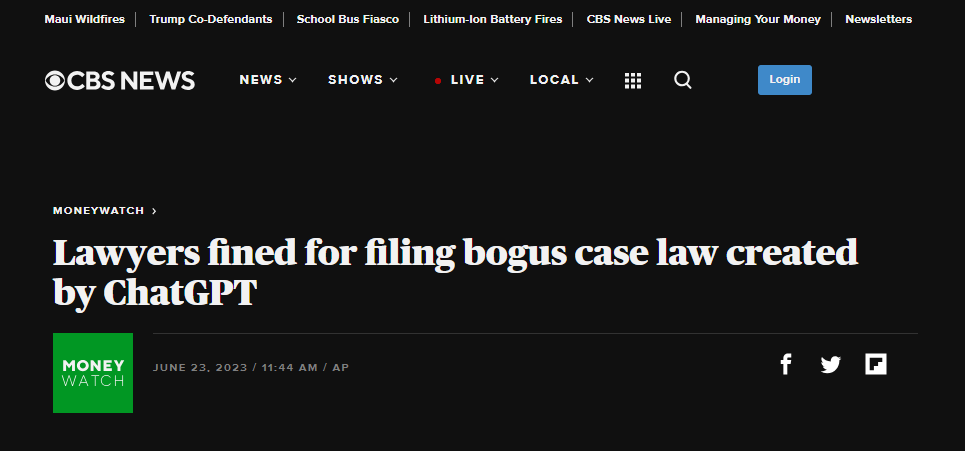 Maui Wildfires Trump Co-Defendants School Bus Fiasco Lithium-Ion Battery Fires CBS News Live Managing Your Money Newsletters
CBS NEWS NEWS SHOWS LIVE LOCAL Login
MONEYWATCH >
Lawyers fined for filing bogus case law created
by ChatGPT
MONEY
WATCH
JUNE 23, 2023 / 11:44 AM / AP